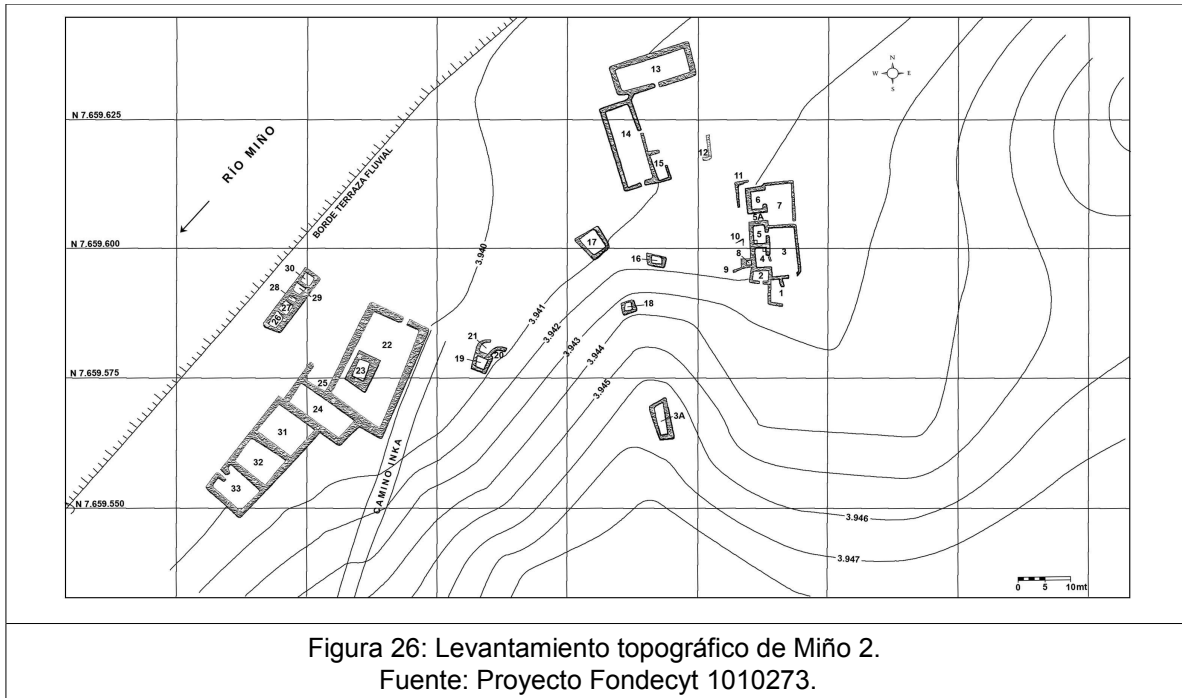 13
N
W E
S
N 7.659.625
14
RÍO MIÑO
BORDE TERRAZA FLUVIAL
12
15
11
6
7
5A
17
10
5
3
N 7.659.600
3.940
16
8
4
9
2
30
1
28
29
27
18
26
3.941
3.942
21
22
3.943
20
19
3.944
23
N 7.659.575
25
3.945
24
3A
31
CAMINO INKA
32
33
N 7.659.550
3.946
3.947
0 5 10mt
Figura 26: Levantamiento topográfico de Miño 2.
Fuente: Proyecto Fondecyt 1010273.